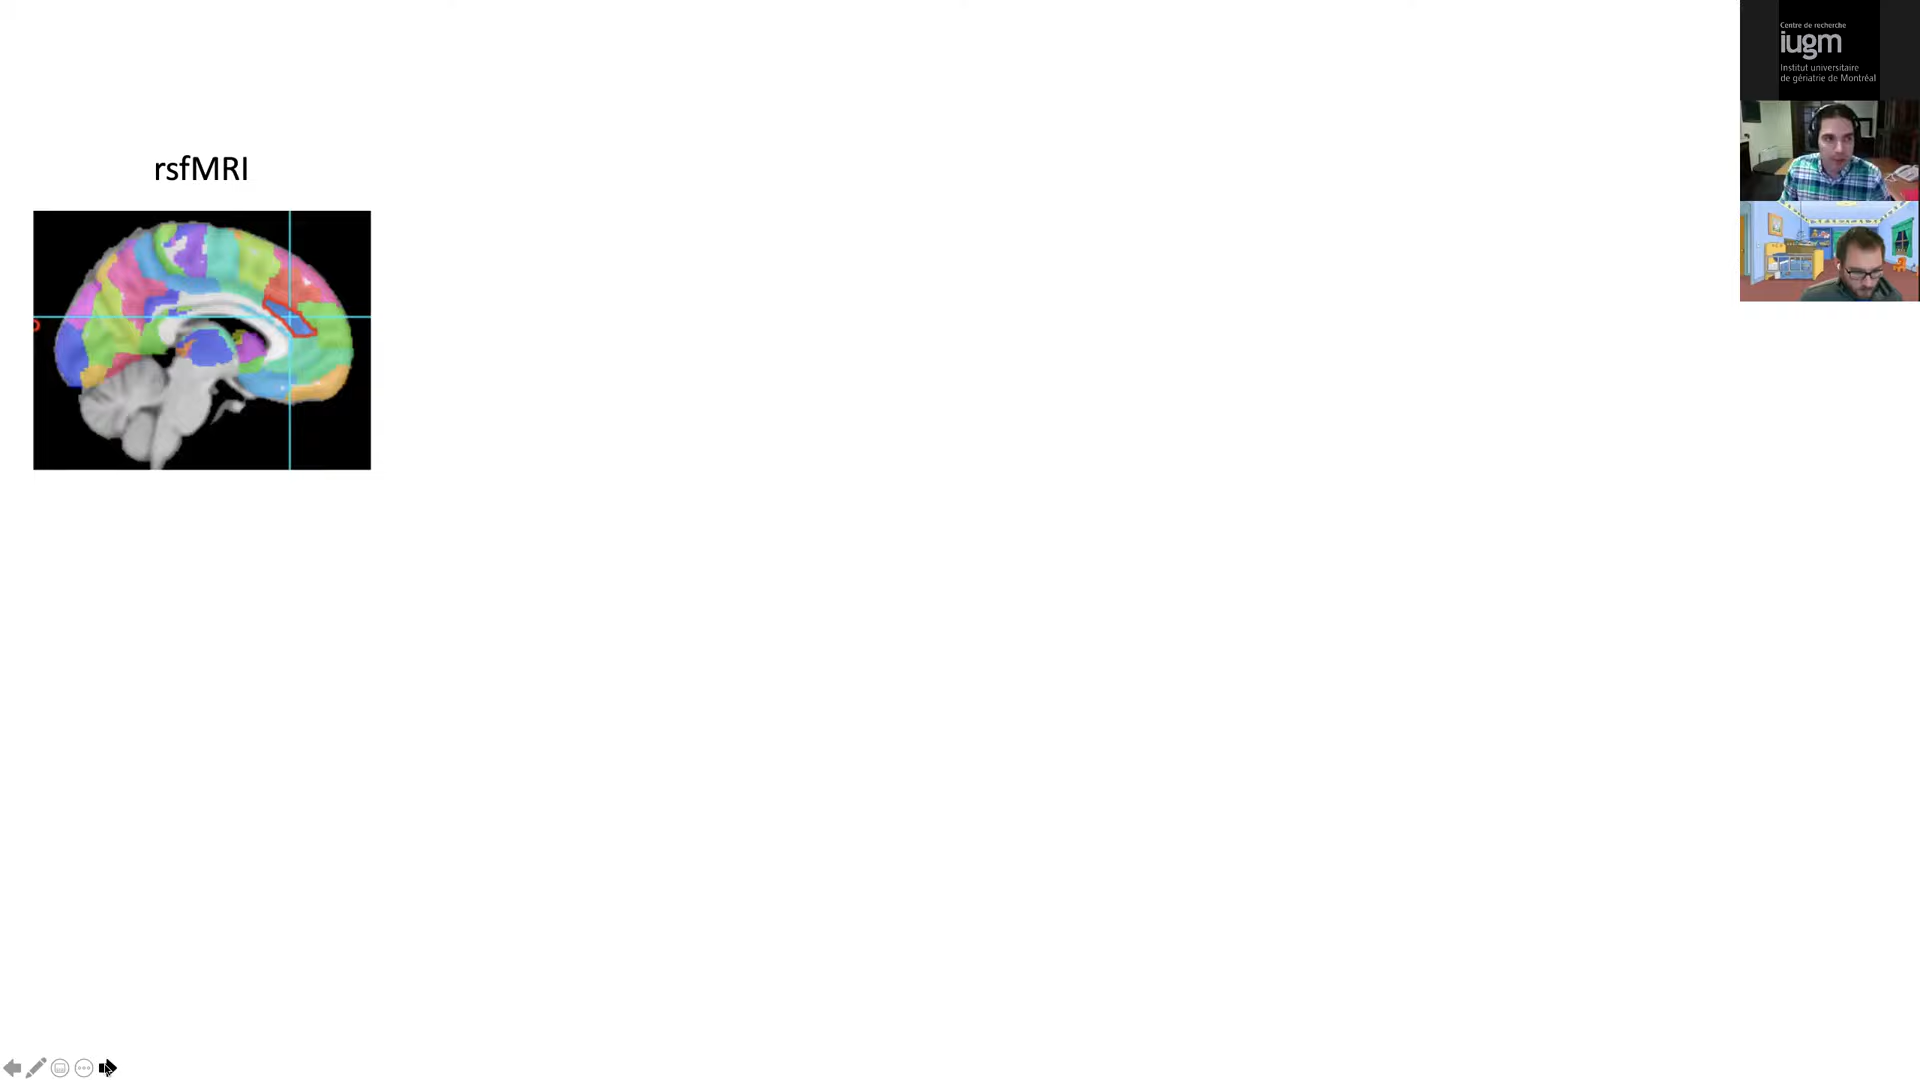 rsfMRI
Centre de recherche
iugm
Institut universitaire
de gériatrie de Montréal